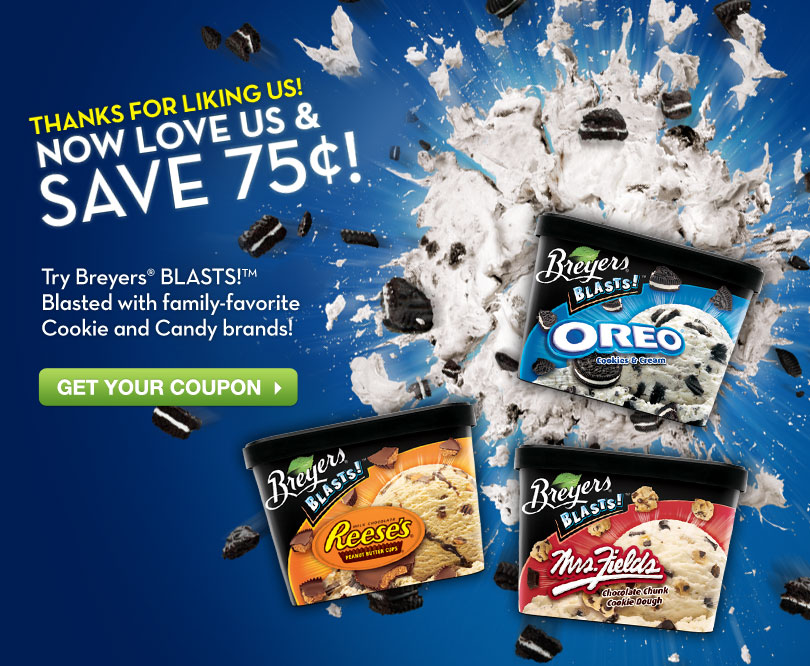 THANKS FOR LIKING US!
NOW LOVE US &
SAVE 75¢!
Try Breyers® BLASTS!™
Blasted with family-favorite
Cookie and Candy brands!
GET YOUR COUPON
Breyers
BLASTS!
OREO
Cookies & Cream
Breyers
BLASTS!
MILK CHOCOLATE
Reese's
PEANUT BUTTER CUPS
Breyers
BLASTS!
Mrs. Fields
Chocolate Chunk
Cookie Dough